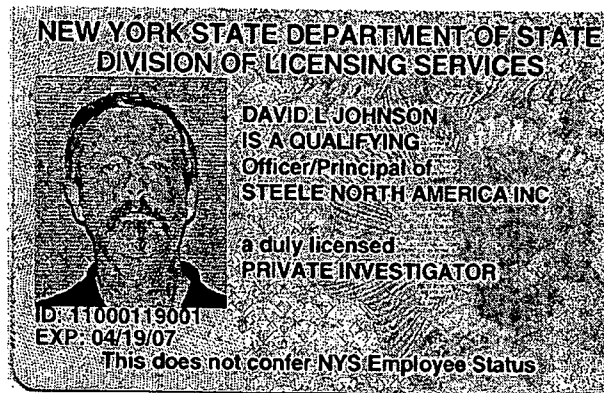 NEW YORK STATE DEPARTMENT OF STATE
DIVISION OF LICENSING SERVICES
DAVID L JOHNSON
IS A QUALIFYING
Officer/Principal of
STEELE NORTH AMERICA INC
a duly licensed
PRIVATE INVESTIGATOR
ID: 11000119001
EXP: 04/19/07
This does not confer NYS Employee Status